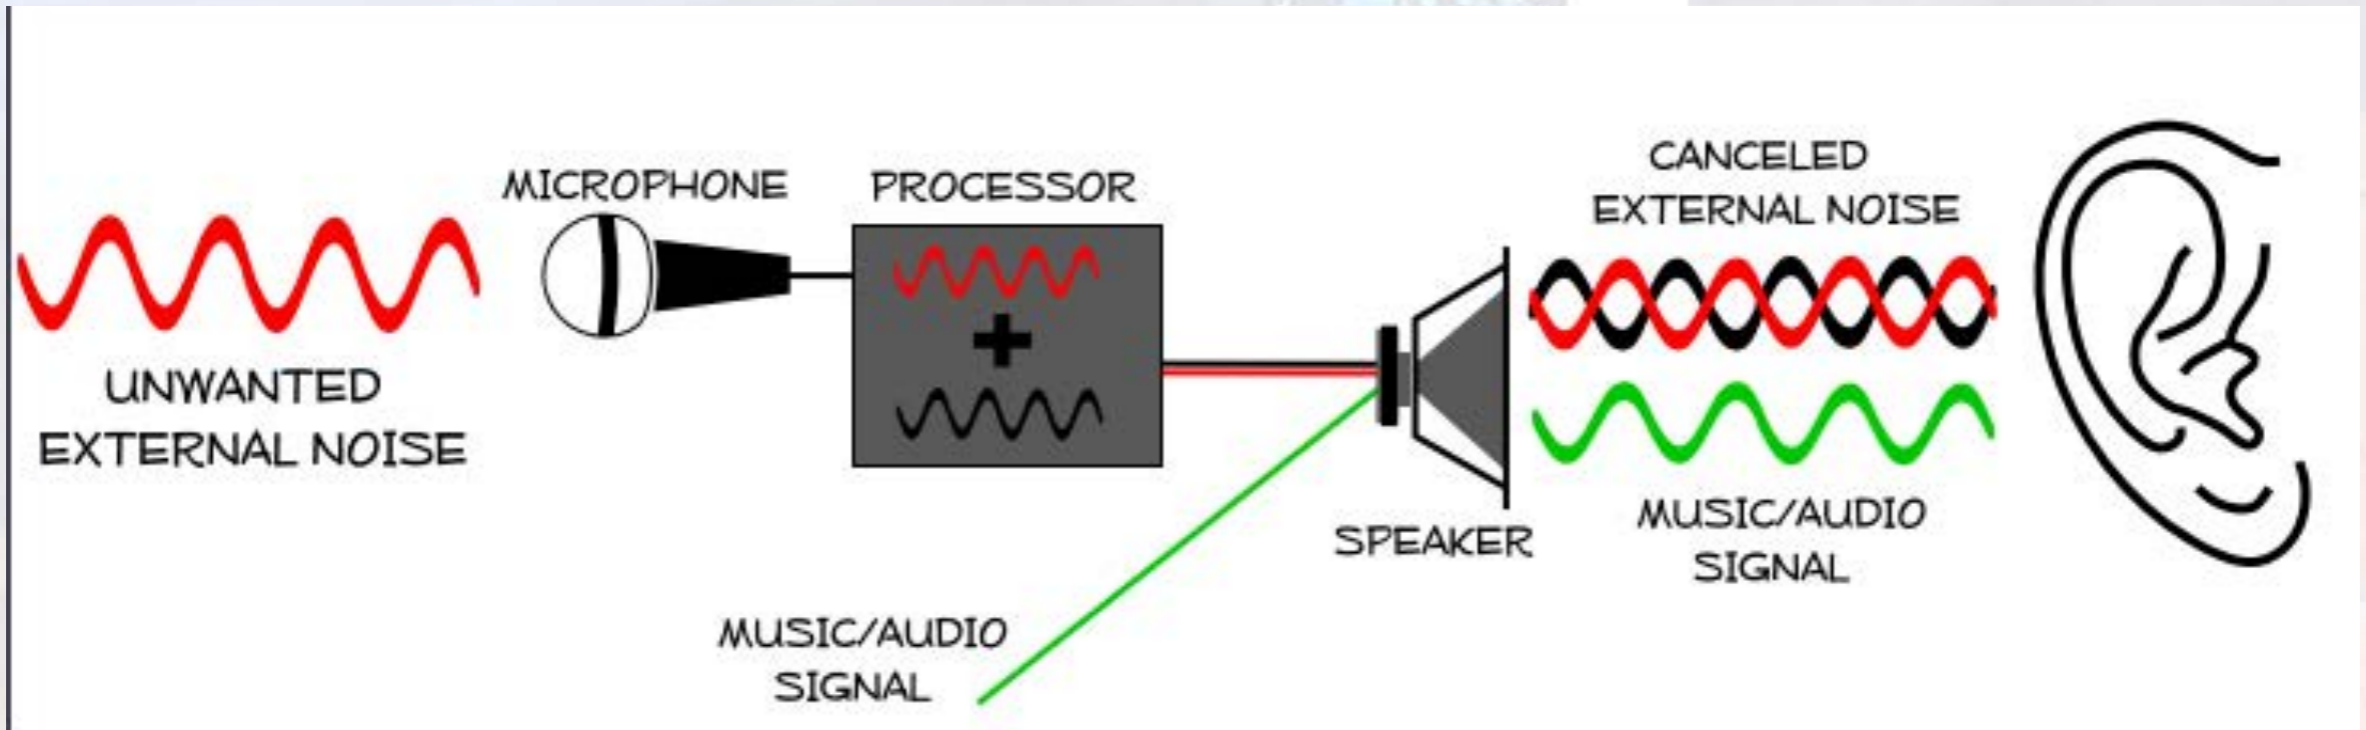 MICROPHONE
PROCESSOR
CANCELED
EXTERNAL NOISE
UNWANTED
EXTERNAL NOISE
SPEAKER
MUSIC/AUDIO
SIGNAL
MUSIC/AUDIO
SIGNAL